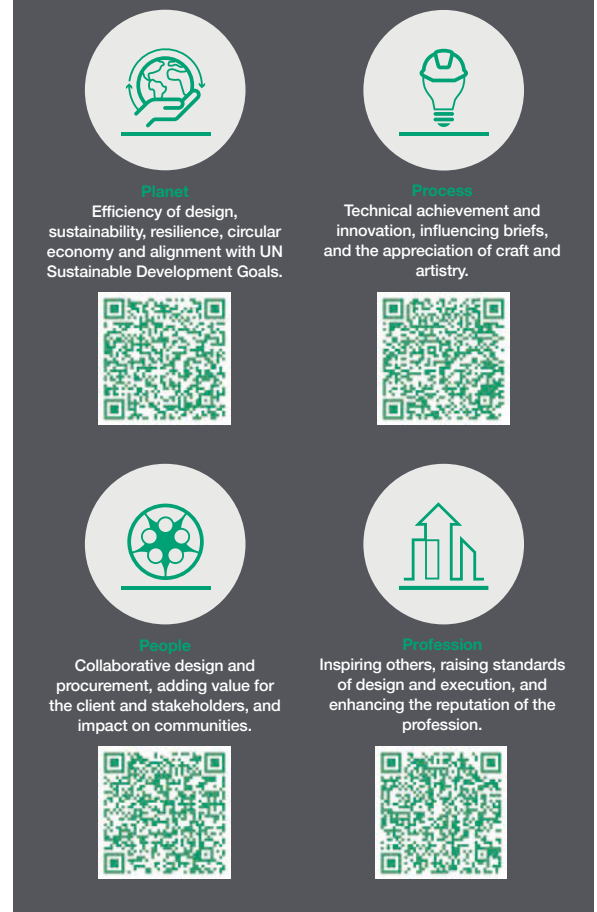 Planet
Efficiency of design,
sustainability, resilience, circular
economy and alignment with UN
Sustainable Development Goals.
Process
Technical achievement and
innovation, influencing briefs,
and the appreciation of craft and
artistry.
People
Collaborative design and
procurement, adding value for
the client and stakeholders, and
impact on communities.
Profession
Inspiring others, raising standards
of design and execution, and
enhancing the reputation of the
profession.